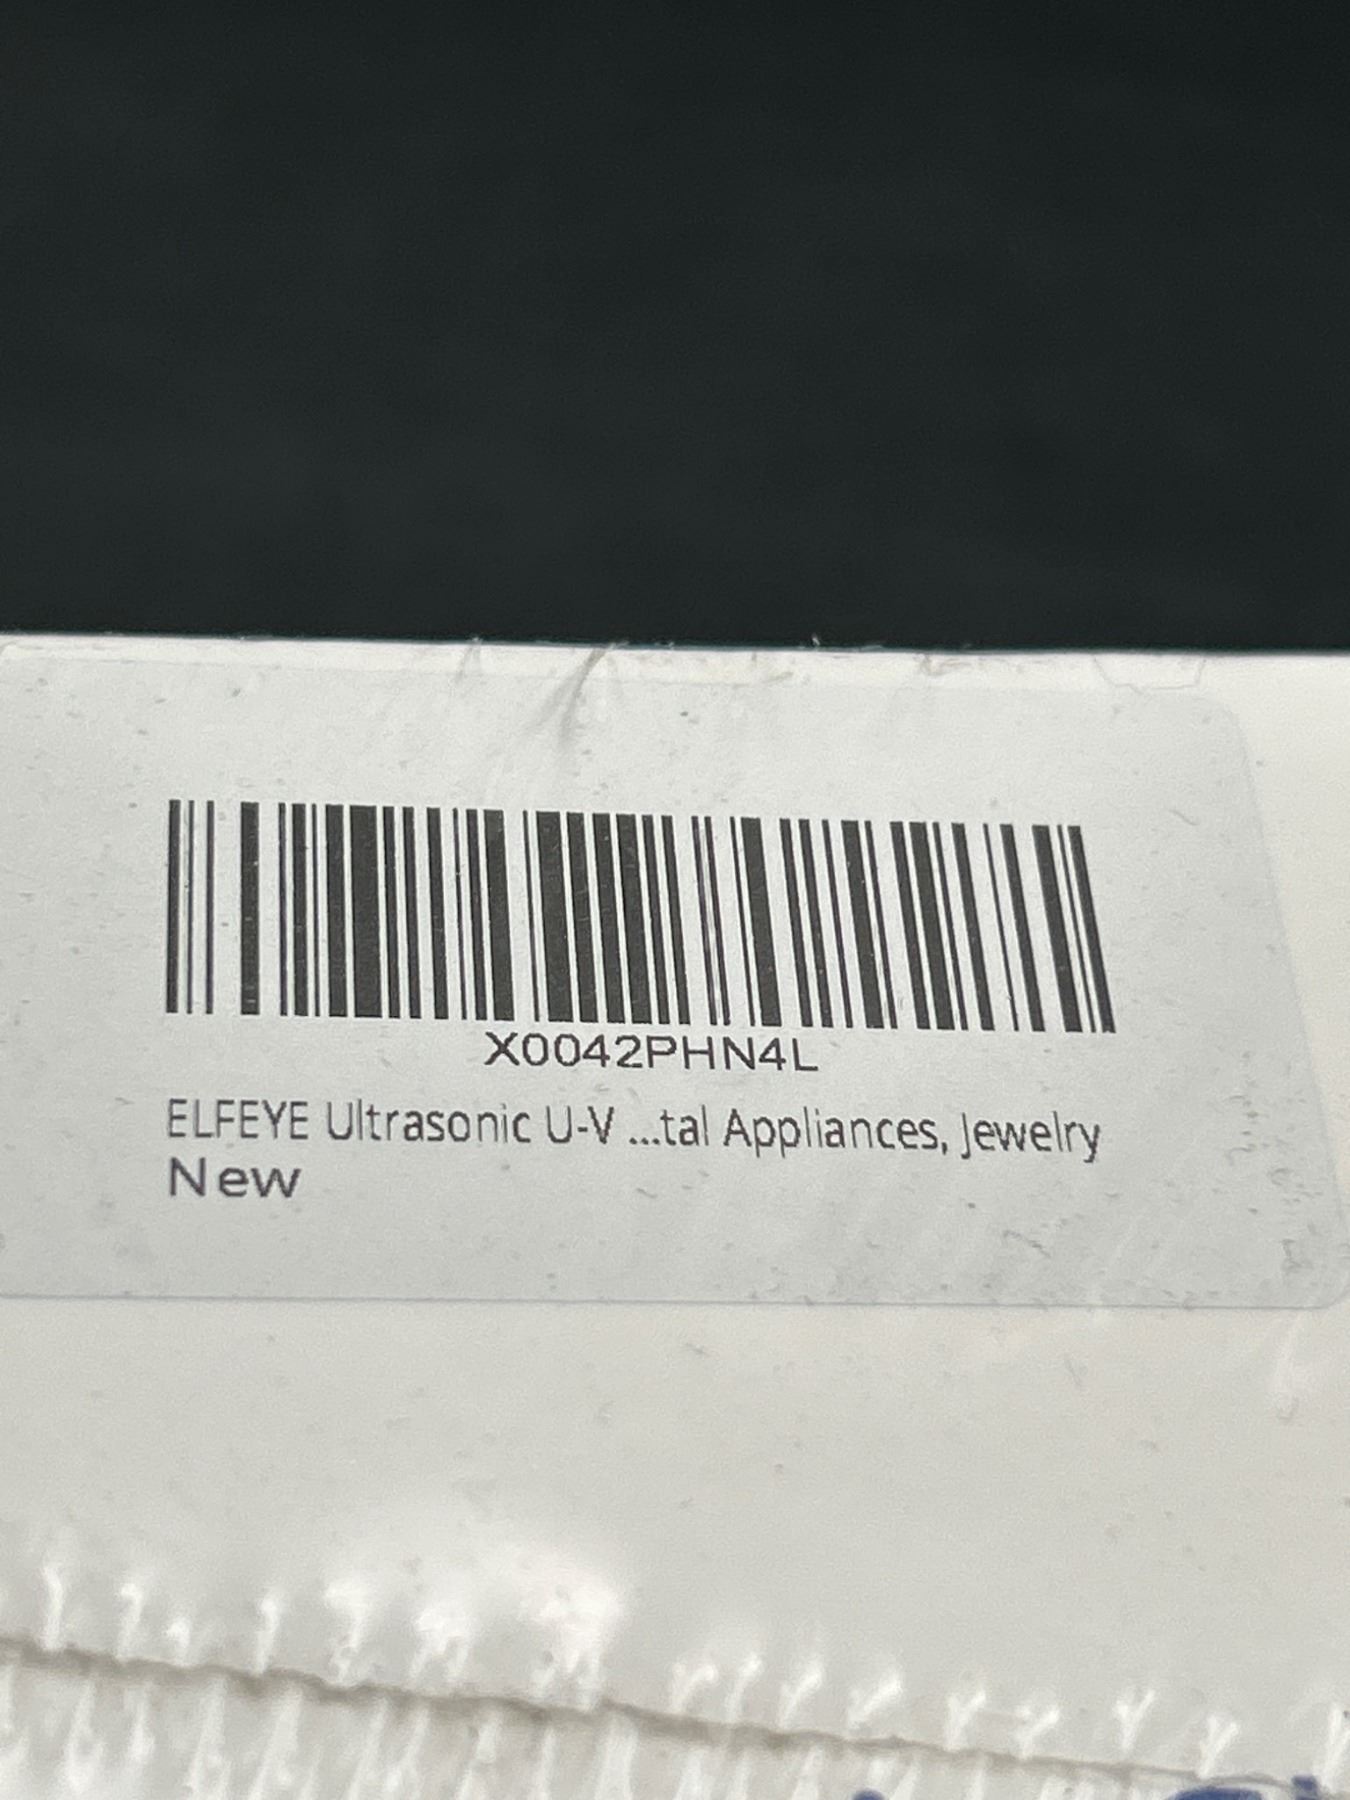 X0042PHN4L
ELFEYE Ultrasonic U-V ...tal Appliances, Jewelry
New